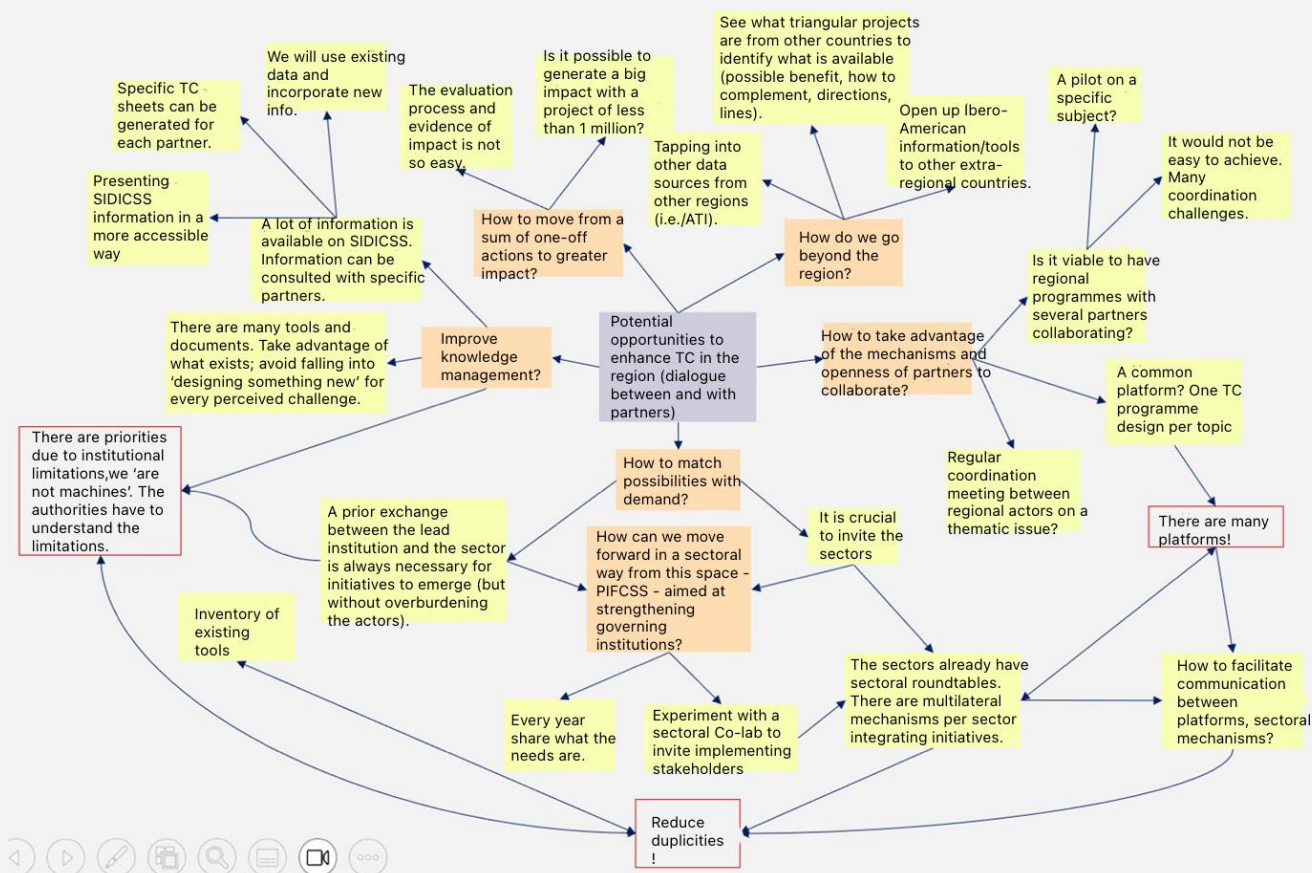 See what triangular projects
are from other countries to
identify what is available
(possible benefit, how to
complement, directions,
lines).
We will use existing
data and
incorporate new
info.
Is it possible to
generate a big
impact with a
project of less
than 1 million?
A pilot on a
specific
subject?
Specific TC
sheets can be
generated for
each partner.
The evaluation
process and
evidence of
impact is not
so easy.
Open up Ibero-
American
information/tools
to other extra-
regional countries.
Tapping into
other data
sources from
other regions
(i.e./ATI).
It would not be
easy to achieve.
Many
coordination
challenges.
Presenting
SIDICSS
information in a
more accessible
way
A lot of information is
available on SIDICSS.
Information can be
consulted with specific
partners.
How to move from a
sum of one-off
actions to greater
impact?
How do we go
beyond the
region?
Is it viable to have
regional
programmes with
several partners
collaborating?
There are many tools and
documents. Take advantage of
what exists; avoid falling into
‘designing something new’ for
every perceived challenge.
Improve
knowledge
management?
Potential
opportunities to
enhance TC in the
region (dialogue
between and with
partners)
How to take advantage
of the mechanisms and
openness of partners to
collaborate?
A common
platform? One TC
programme
design per topic
There are priorities
due to institutional
limitations,we ‘are
not machines’. The
authorities have to
understand the
limitations.
How to match
possibilities with
demand?
Regular
coordination
meeting between
regional actors on a
thematic issue?
A prior exchange
between the lead
institution and the sector
is always necessary for
initiatives to emerge (but
without overburdening
the actors).
How can we move
forward in a sectoral
way from this space -
PIFCSS - aimed at
strengthening
governing
institutions?
It is crucial
to invite the
sectors
There are many
platforms!
Inventory of
existing
tools
The sectors already have
sectoral roundtables.
There are multilateral
mechanisms per sector
integrating initiatives.
How to facilitate
communication
between
platforms, sectoral
mechanisms?
Every year
share what the
needs are.
Experiment with a
sectoral Co-lab to
invite implementing
stakeholders
Reduce
duplicities
!